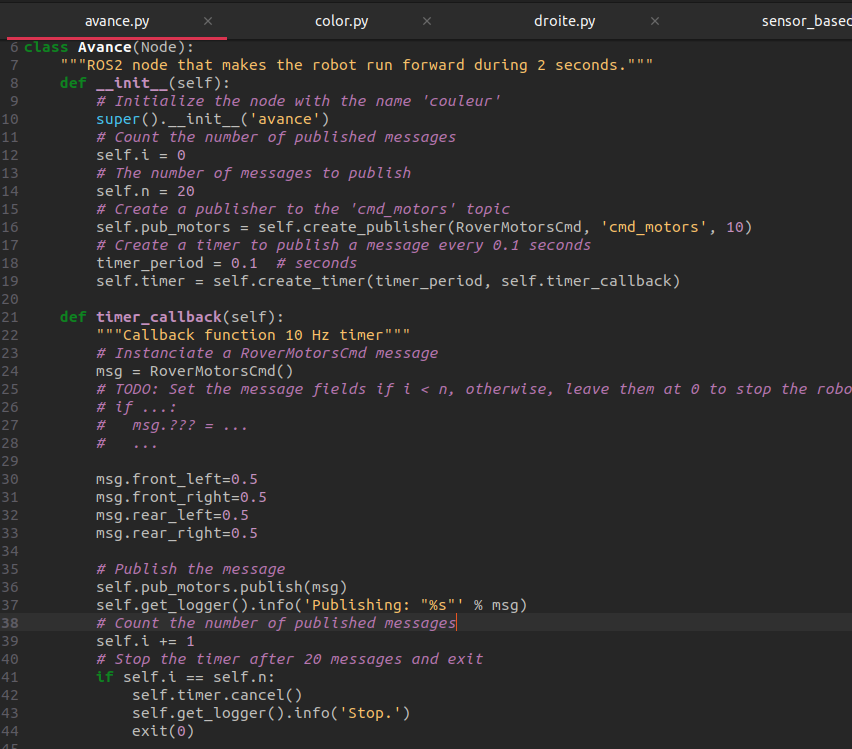 avance.py × color.py × droite.py × sensor_based
6 class Avance(Node):
7 """ROS2 node that makes the robot run forward during 2 seconds."""
8 def __init__(self):
9 # Initialize the node with the name 'couleur'
10 super().__init__('avance')
11 # Count the number of published messages
12 self.i = 0
13 # The number of messages to publish
14 self.n = 20
15 # Create a publisher to the 'cmd_motors' topic
16 self.pub_motors = self.create_publisher(RoverMotorsCmd, 'cmd_motors', 10)
17 # Create a timer to publish a message every 0.1 seconds
18 timer_period = 0.1 # seconds
19 self.timer = self.create_timer(timer_period, self.timer_callback)
20
21 def timer_callback(self):
22 """Callback function 10 Hz timer"""
23 # Instanciate a RoverMotorsCmd message
24 msg = RoverMotorsCmd()
25 # TODO: Set the message fields if i < n, otherwise, leave them at 0 to stop the robo
26 # if ...:
27 # msg.??? = ...
28 # ...
29
30 msg.front_left=0.5
31 msg.front_right=0.5
32 msg.rear_left=0.5
33 msg.rear_right=0.5
34
35 # Publish the message
36 self.pub_motors.publish(msg)
37 self.get_logger().info('Publishing: "%s"' % msg)
38 # Count the number of published messages
39 self.i += 1
40 # Stop the timer after 20 messages and exit
41 if self.i == self.n:
42 self.timer.cancel()
43 self.get_logger().info('Stop.')
44 exit(0)
45